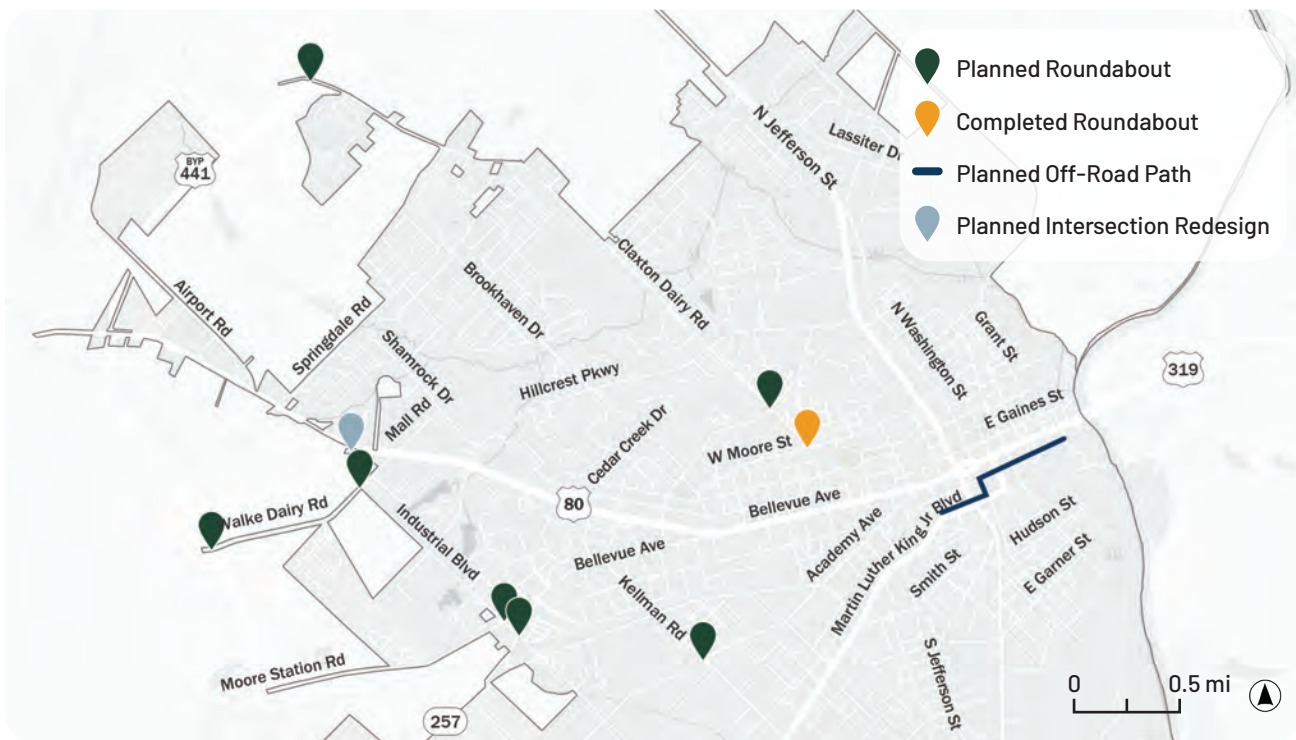 Planned Roundabout
Completed Roundabout
Planned Off-Road Path
Planned Intersection Redesign
N Jefferson St
Lassiter Dr
BYP
441
Airport Rd
Springdale Rd
Shamrock Dr
Mall Rd
Brookhaven Dr
Hillcrest Pkwy
Claxton Dairy Rd
Cedar Creek Dr
W Moore St
N Washington St
Grant St
E Gaines St
319
80
Bellevue Ave
Bellevue Ave
Academy Ave
Martin Luther King Jr Blvd
Smith St
Hudson St
E Garner St
Walke Dairy Rd
Industrial Blvd
Kellman Rd
Moore Station Rd
257
S Jefferson St
0 0.5 mi